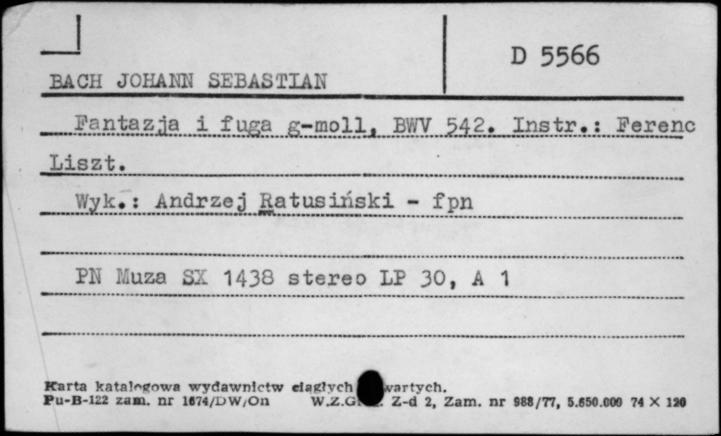 D 5566
BACH JOHANN SEBASTIAN
Fantazja i fuga g-moll, BWV 542. Instr.: Ferenc
Liszt.
Wyk.: Andrzej Ratusiński - fpn
PN Muza SX 1438 stereo LP 30, A 1
Karta katalogowa wydawnictw ciągłych
Pu-B-122 zam. nr 1674/DW/On Z-d 2, Zam. nr 988/77, 5.650.000 74 × 120